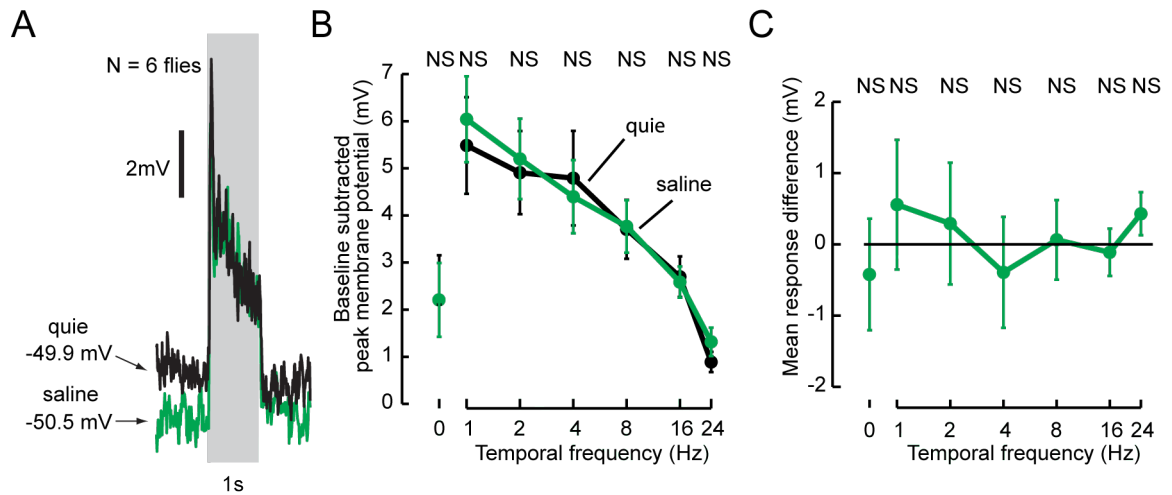 A
N = 6 flies
2mV
quie
-49.9 mV
saline
-50.5 mV
1s
B
NS NS NS NS NS NS NS
Baseline subtracted
peak membrane potential (mV)
7
6
5
4
3
2
1
0
quie
saline
0 1 2 4 8 16 24
Temporal frequency (Hz)
C
NS NS NS NS NS NS NS
Mean response difference (mV)
2
1
0
-1
-2
0 1 2 4 8 16 24
Temporal frequency (Hz)